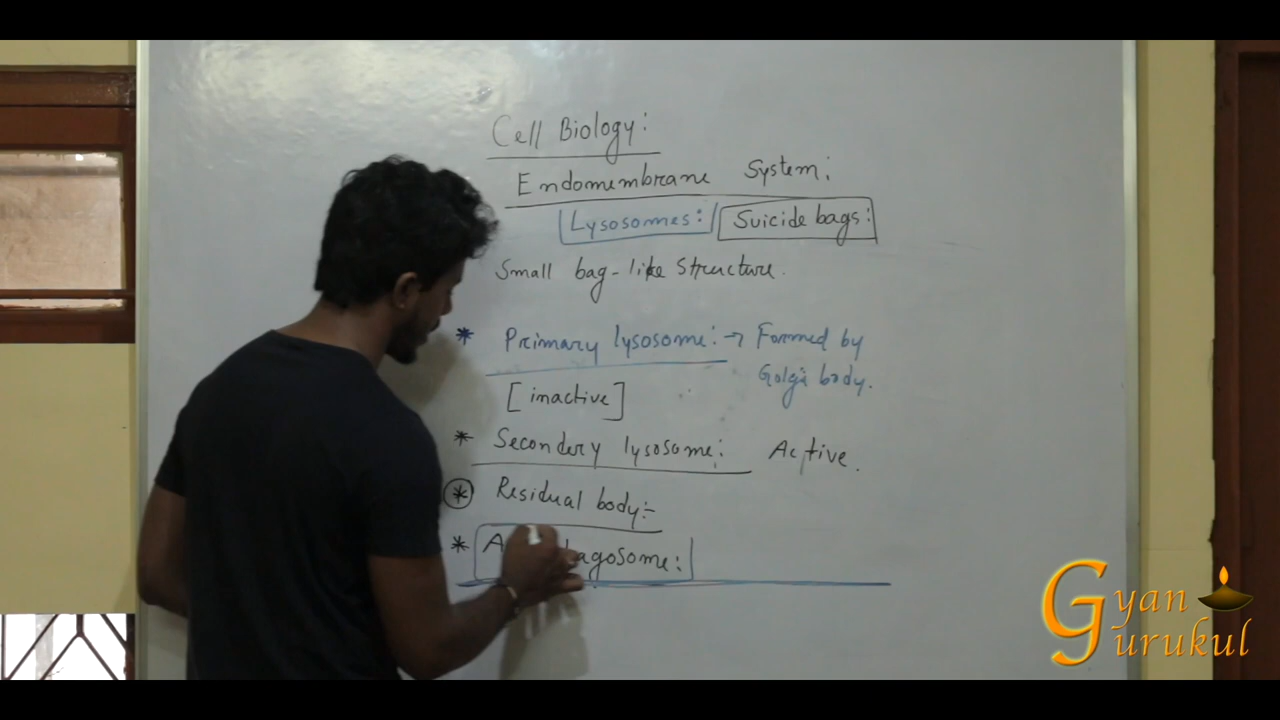 Cell Biology:
Endomembrane System:
Lysosomes: Suicide bags:
Small bag-like Structure.
* Primary lysosome: → Formed by
Golgi body.
[inactive]
* Secondery lysosome: Active.
* Residual body:-
* A agosome:
Gyan
Gurukul